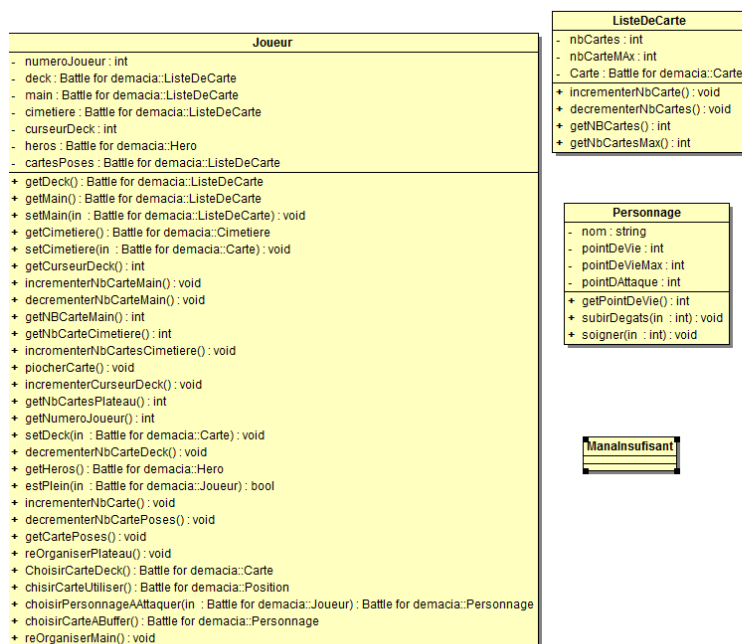 Joueur
- numeroJoueur : int
- deck : Battle for demacia::ListeDeCarte
- main : Battle for demacia::ListeDeCarte
- cimetiere : Battle for demacia::ListeDeCarte
- curseurDeck : int
- heros : Battle for demacia::Hero
- cartesPoses : Battle for demacia::ListeDeCarte
+ getDeck() : Battle for demacia::ListeDeCarte
+ getMain() : Battle for demacia::ListeDeCarte
+ setMain(in : Battle for demacia::ListeDeCarte) : void
+ getCimetiere() : Battle for demacia::Cimetiere
+ setCimetiere(in : Battle for demacia::Carte) : void
+ getCurseurDeck() : int
+ incrementerNbCarteMain() : void
+ decrementerNbCarteMain() : void
+ getNBCarteMain() : int
+ getNbCarteCimetiere() : int
+ incromenterNbCartesCimetiere() : void
+ piocherCarte() : void
+ incrementerCurseurDeck() : void
+ getNbCartesPlateau() : int
+ getNumeroJoueur() : int
+ setDeck(in : Battle for demacia::Carte) : void
+ decrementerNbCarteDeck() : void
+ getHeros() : Battle for demacia::Hero
+ estPlein(in : Battle for demacia::Joueur) : bool
+ incrementerNbCarte() : void
+ decrementerNbCartePoses() : void
+ getCartePoses() : void
+ reOrganiserPlateau() : void
+ ChoisirCarteDeck() : Battle for demacia::Carte
+ chisirCarteUtiliser() : Battle for demacia::Position
+ choisirPersonnageAAttaquer(in : Battle for demacia::Joueur) : Battle for demacia::Personnage
+ choisirCarteABuffer() : Battle for demacia::Personnage
+ reOrganiserMain() : void
ListeDeCarte
- nbCartes : int
- nbCarteMAx : int
- Carte : Battle for demacia::Carte
+ incrementerNbCarte() : void
+ decrementerNbCartes() : void
+ getNBCartes() : int
+ getNbCartesMax() : int
Personnage
- nom : string
- pointDeVie : int
- pointDeVieMax : int
- pointDAttaque : int
+ getPointDeVie() : int
+ subirDegats(in : int) : void
+ soigner(in : int) : void
ManaInsufisant